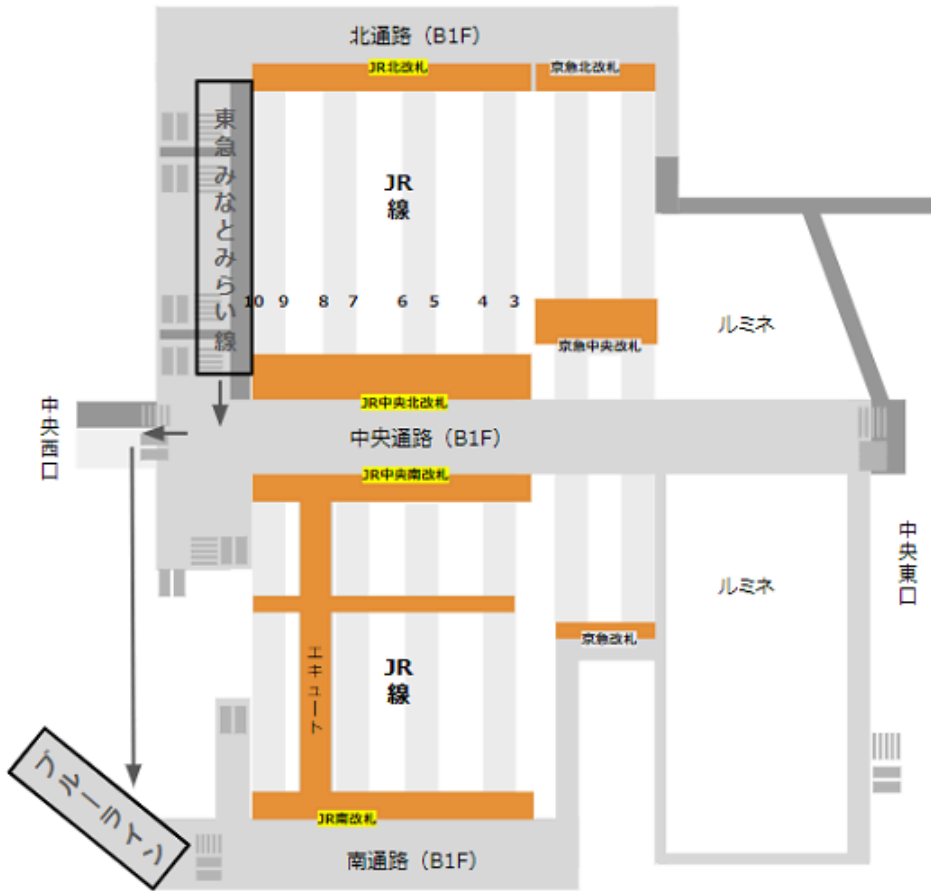 北通路（B1F）
JR北改札
京急北改札
東急みなとみらい線
JR
線
10 9 8 7 6 5 4 3
ルミネ
京急中央改札
JR中央北改札
中央西口
中央通路（B1F）
JR中央南改札
中央東口
ルミネ
京急改札
エキュート
JR
線
ブルーライン
JR南改札
南通路（B1F）